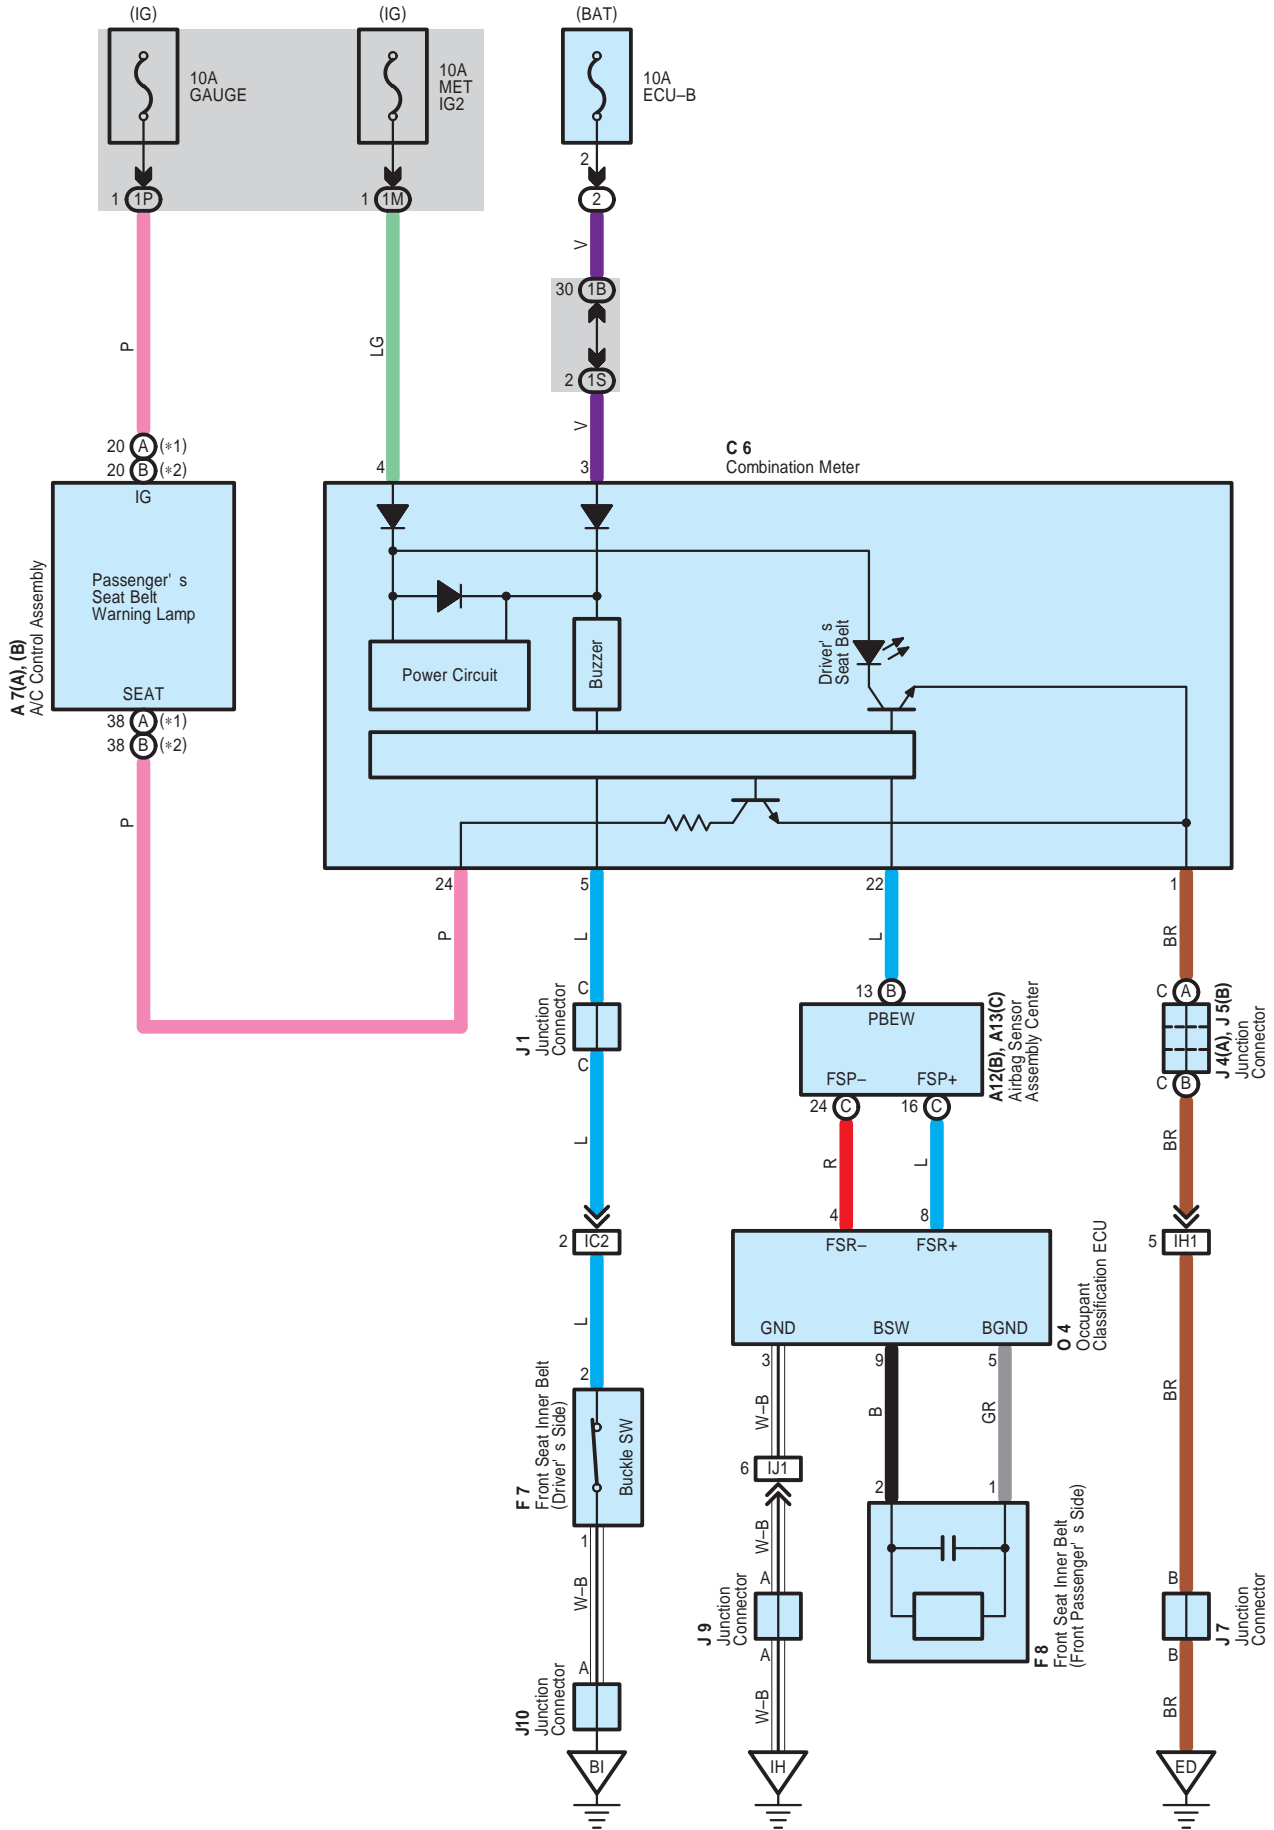 (IG)
(IG)
(BAT)
10A
GAUGE
10A
MET
IG2
10A
ECU–B
2
1 1P
1 1M
2
V
30 1B
P
LG
2 1S
V
20 A (*1)
20 B (*2)
4
3
C 6
Combination Meter
IG
Passenger' s
Seat Belt
Warning Lamp
SEAT
A 7(A), (B)
A/C Control Assembly
38 A (*1)
38 B (*2)
P
Power Circuit
Buzzer
Driver' s
Seat Belt
24
5
22
1
P
L
L
BR
C
J 1
Junction
Connector
C
13 B
PBEW
FSP–
FSP+
A12(B), A13(C)
Airbag Sensor
Assembly Center
C A
J 4(A), J 5(B)
Junction
Connector
C B
24 C
16 C
L
R
L
BR
4
8
2 IC2
FSR–
FSR+
GND
BSW
BGND
O 4
Occupant
Classification ECU
5 IH1
L
3
9
5
2
W–B
B
GR
BR
F 7
Front Seat Inner Belt
(Driver' s Side)
Buckle SW
6 IJ1
2
1
1
W–B
W–B
F 8
Front Seat Inner Belt
(Front Passenger' s Side)
A
J 9
Junction
Connector
A
B
J 7
Junction
Connector
B
A
J10
Junction
Connector
W–B
BR
BI
IH
ED